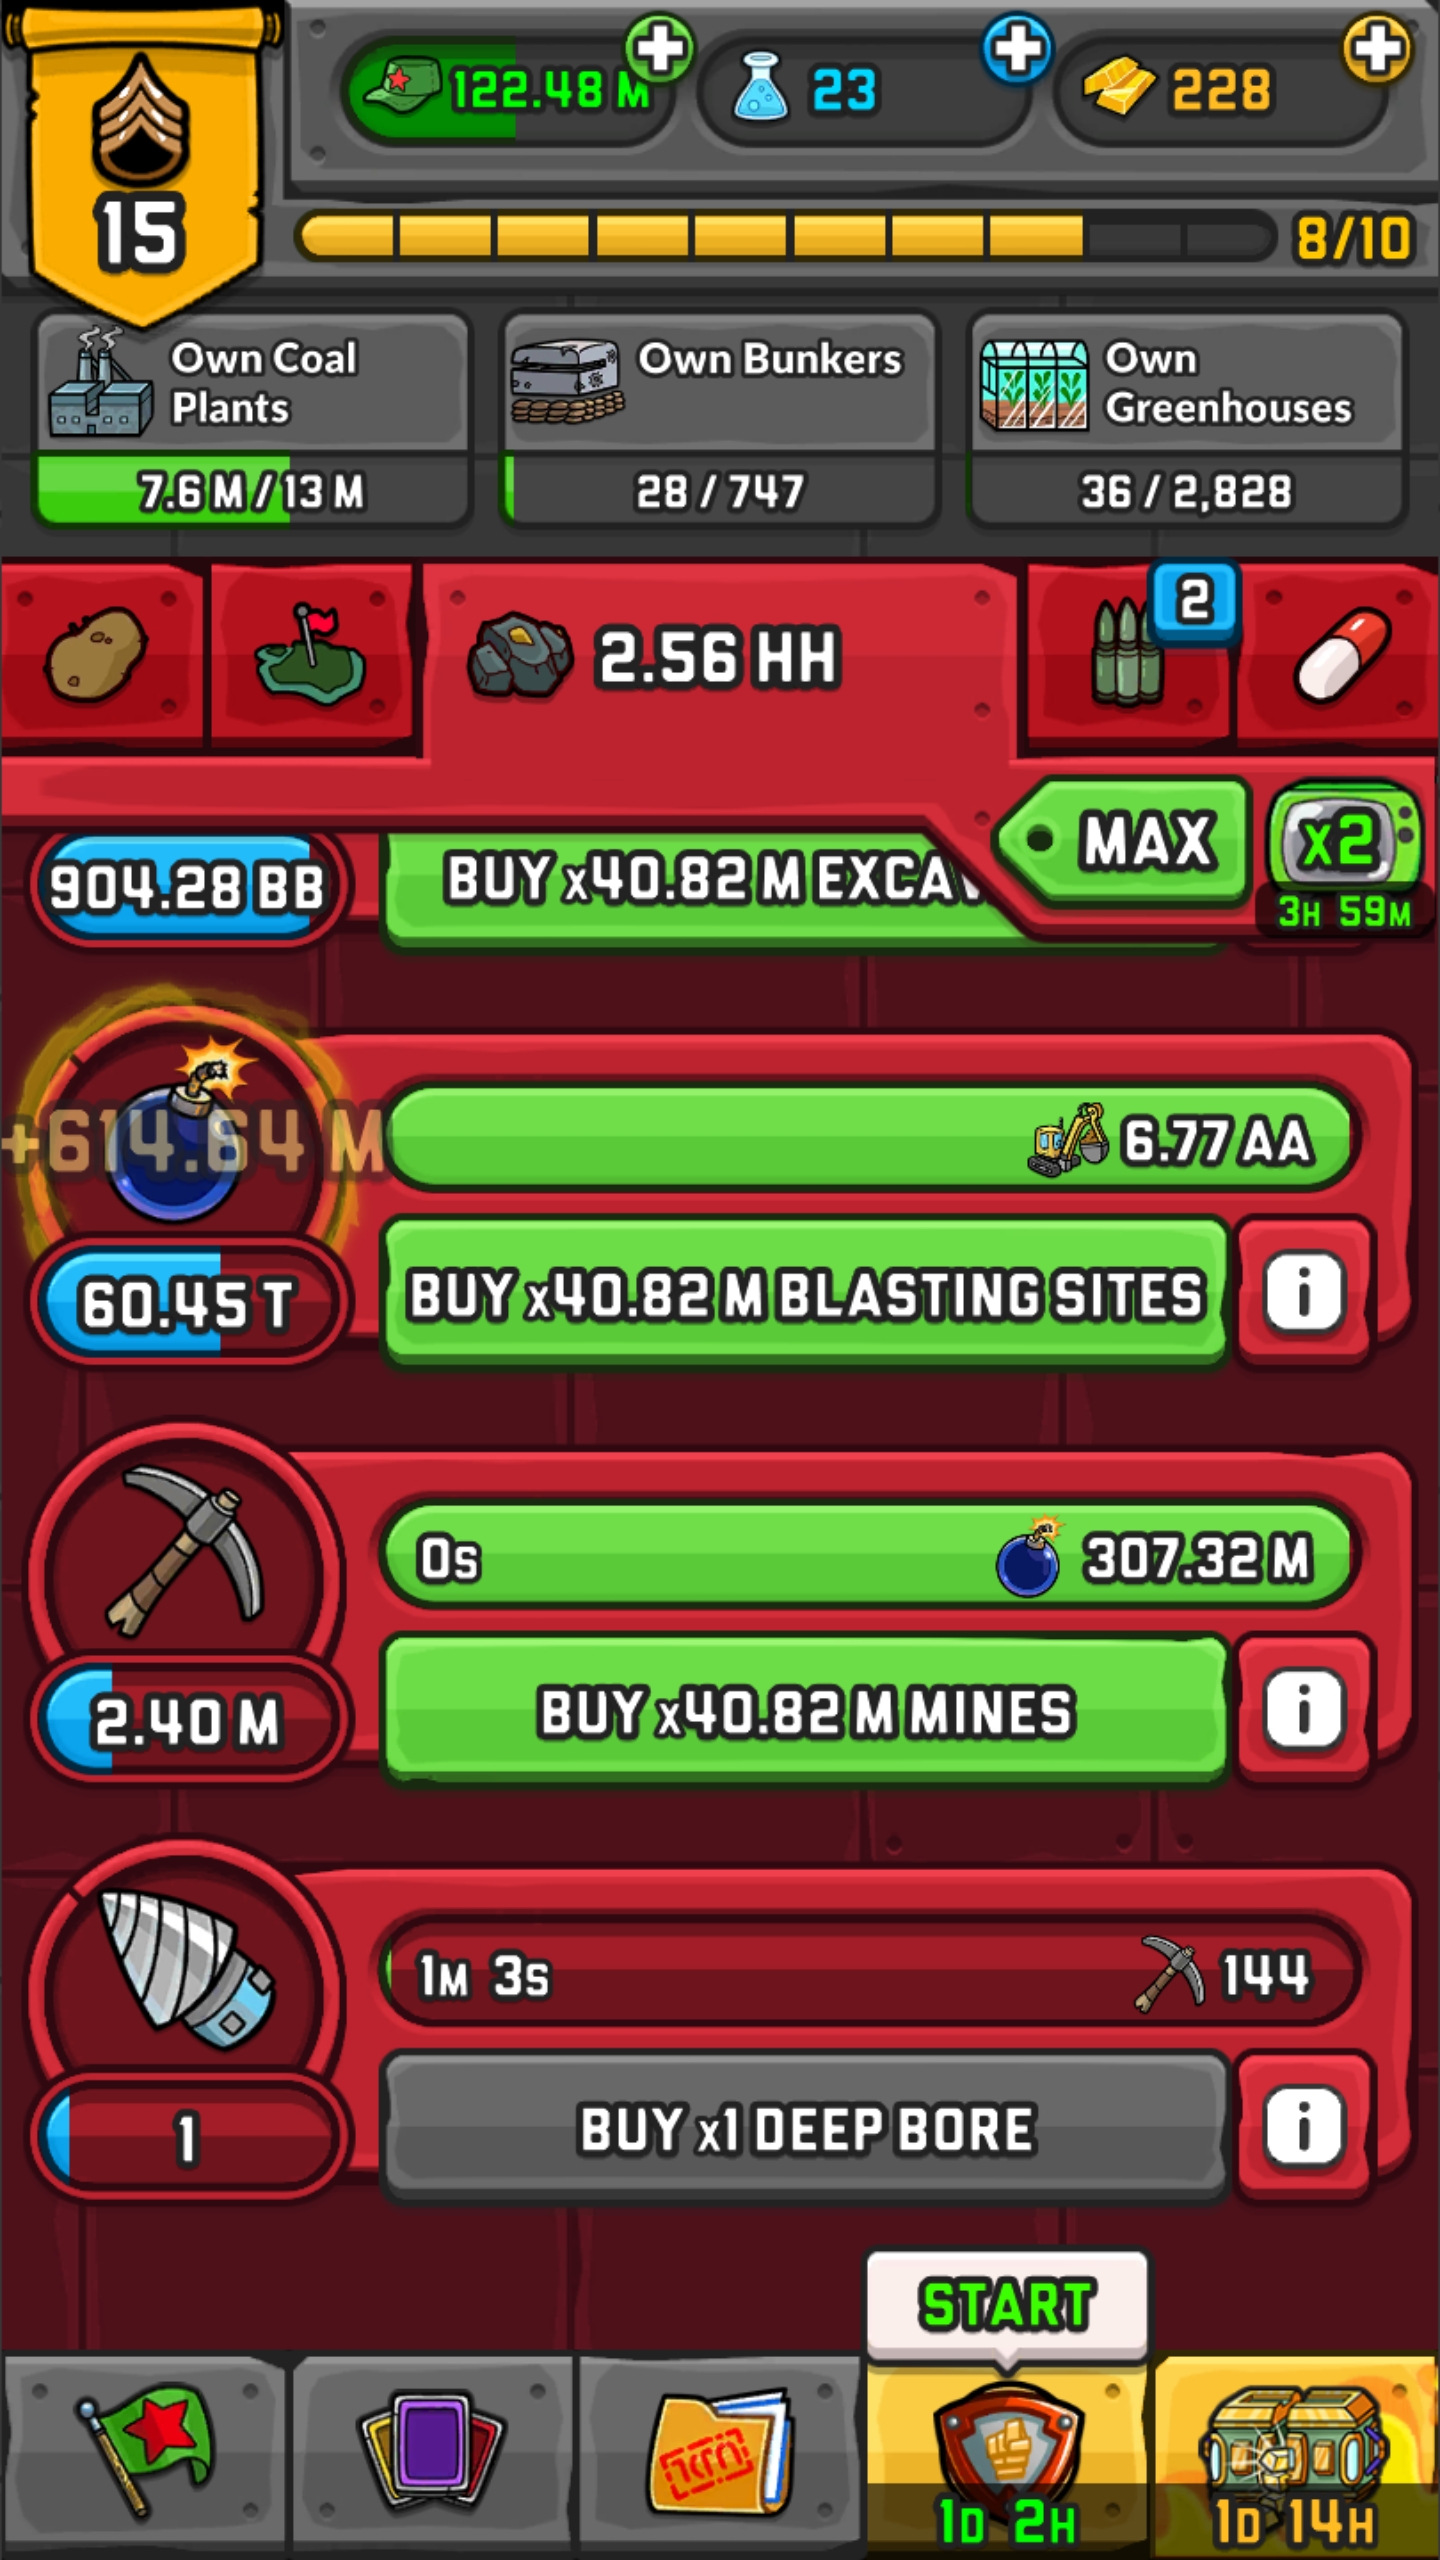 122.48 M
23
228
15
8/10
Own Coal
Plants
7.6 M / 13 M
Own Bunkers
28 / 747
Own
Greenhouses
36 / 2,828
2.56 HH
2
MAX
x2
3H 59M
904.28 BB
BUY x40.82 M EXCA
+614.64 M
6.77 AA
60.45 T
BUY x40.82 M BLASTING SITES
i
0s
307.32 M
2.40 M
BUY x40.82 M MINES
i
1M 3s
144
1
BUY x1 DEEP BORE
i
START
1D 2H
1D 14H